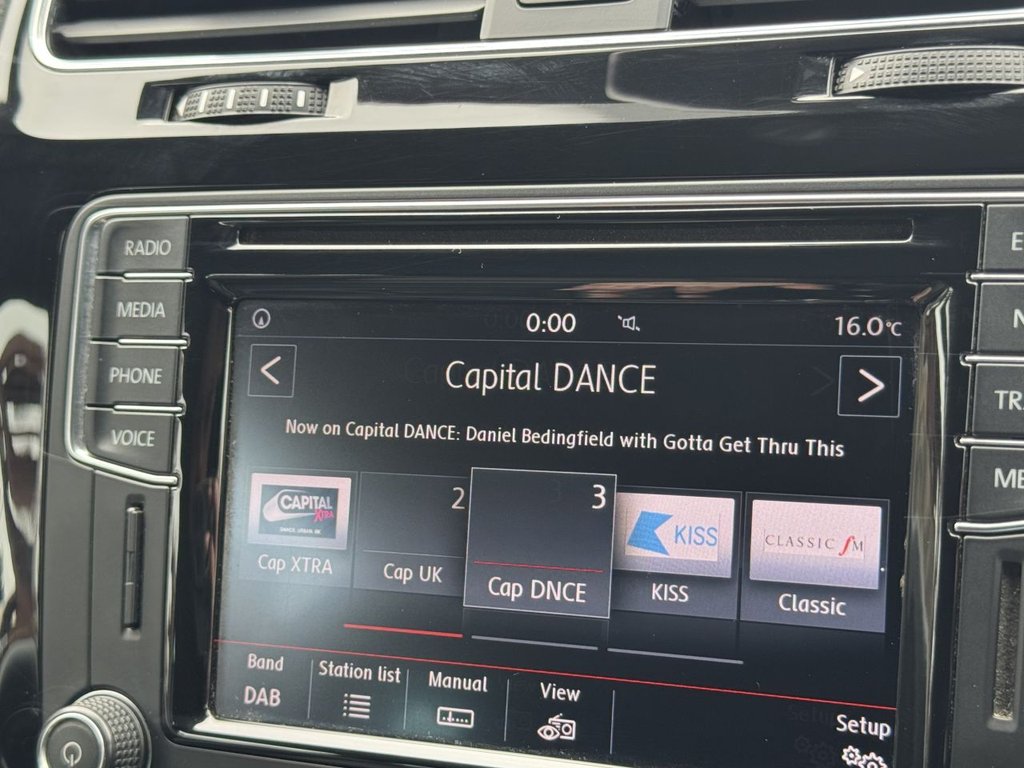 RADIO
MEDIA
PHONE
VOICE
0:00
16.0°C
Capital DANCE
Now on Capital DANCE: Daniel Bedingfield with Gotta Get Thru This
CAPITAL
XTRA
Cap XTRA
2
Cap UK
3
Cap DNCE
KISS
KISS
CLASSIC fM
Classic
Band
DAB
Station list
Manual
View
Setup